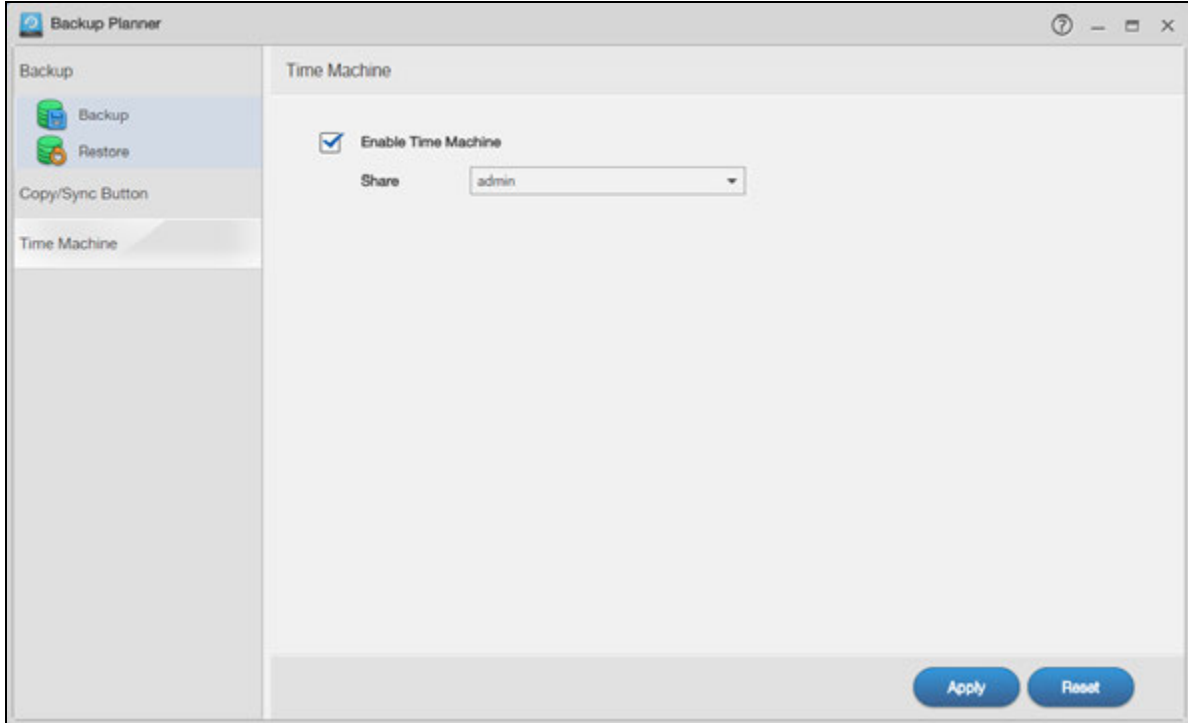 Backup Planner
Backup
Time Machine
Backup
Restore
Copy/Sync Button
Time Machine
Enable Time Machine
Share admin
Apply Reset